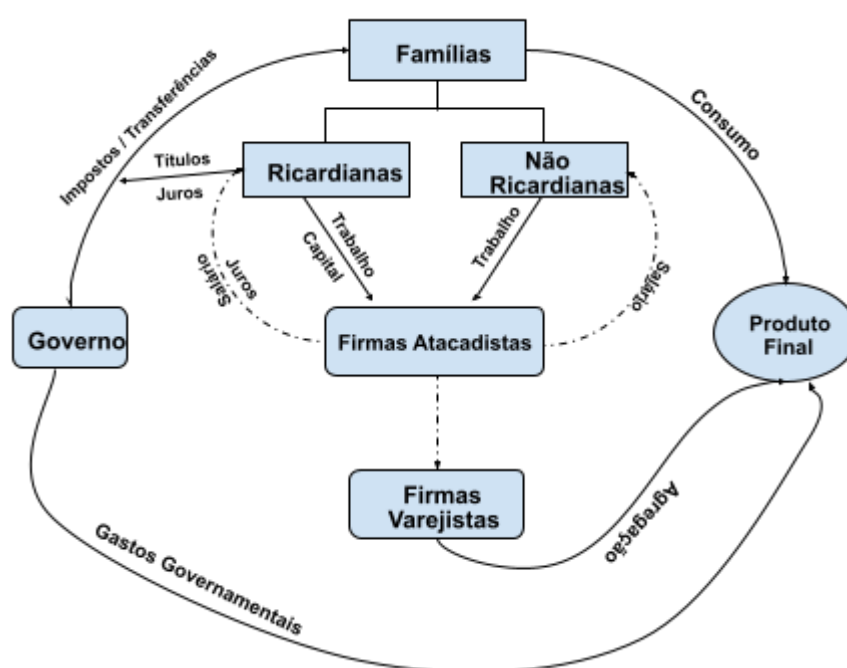 Famílias
Impostos / Transferências
Consumo
Títulos
Juros
Ricardianas
Não
Ricardianas
Trabalho
Capital
Trabalho
Juros
Salário
Salário
Governo
Firmas Atacadistas
Produto
Final
Firmas
Varejistas
Agregação
Gastos Governamentais